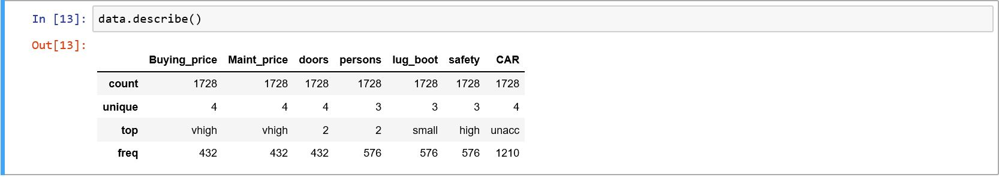 In [13]: data.describe()
Out[13]:
Buying_price Maint_price doors persons lug_boot safety CAR
count 1728 1728 1728 1728 1728 1728 1728
unique 4 4 4 3 3 3 4
top vhigh vhigh 2 2 small high unacc
freq 432 432 432 576 576 576 1210